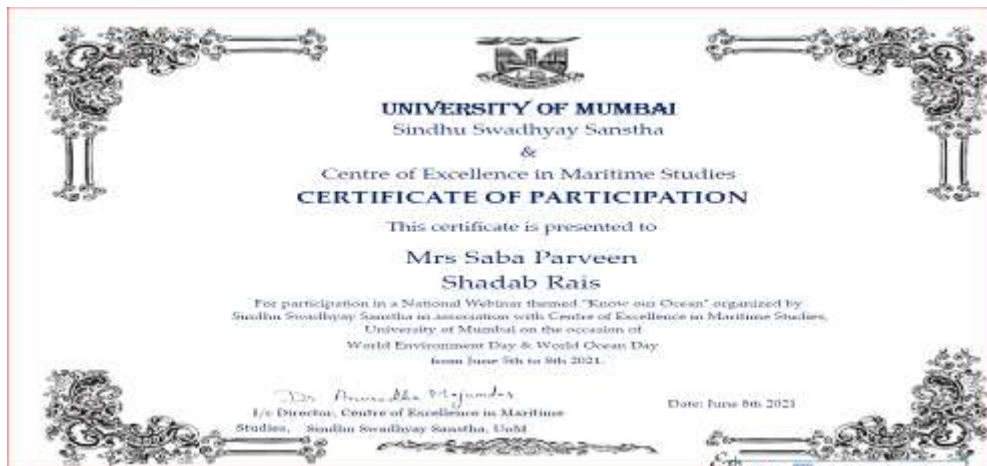 UNIVERSITY OF MUMBAI
Sindhu Swadhyay Sanstha
&
Centre of Excellence in Maritime Studies
CERTIFICATE OF PARTICIPATION
This certificate is presented to
Mrs Saba Parveen
Shadab Rais
For participation in a National Webinar themed "Know our Ocean" organized by
Sindhu Swadhyay Sanstha in association with Centre of Excellence in Maritime Studies,
University of Mumbai on the occasion of
World Environment Day & World Ocean Day
from June 5th to 8th 2021.
Dr Anuradha Majumdar
I/c Director, Centre of Excellence in Maritime
Studies, Sindhu Swadhyay Sanstha, UoM
Date: June 8th 2021